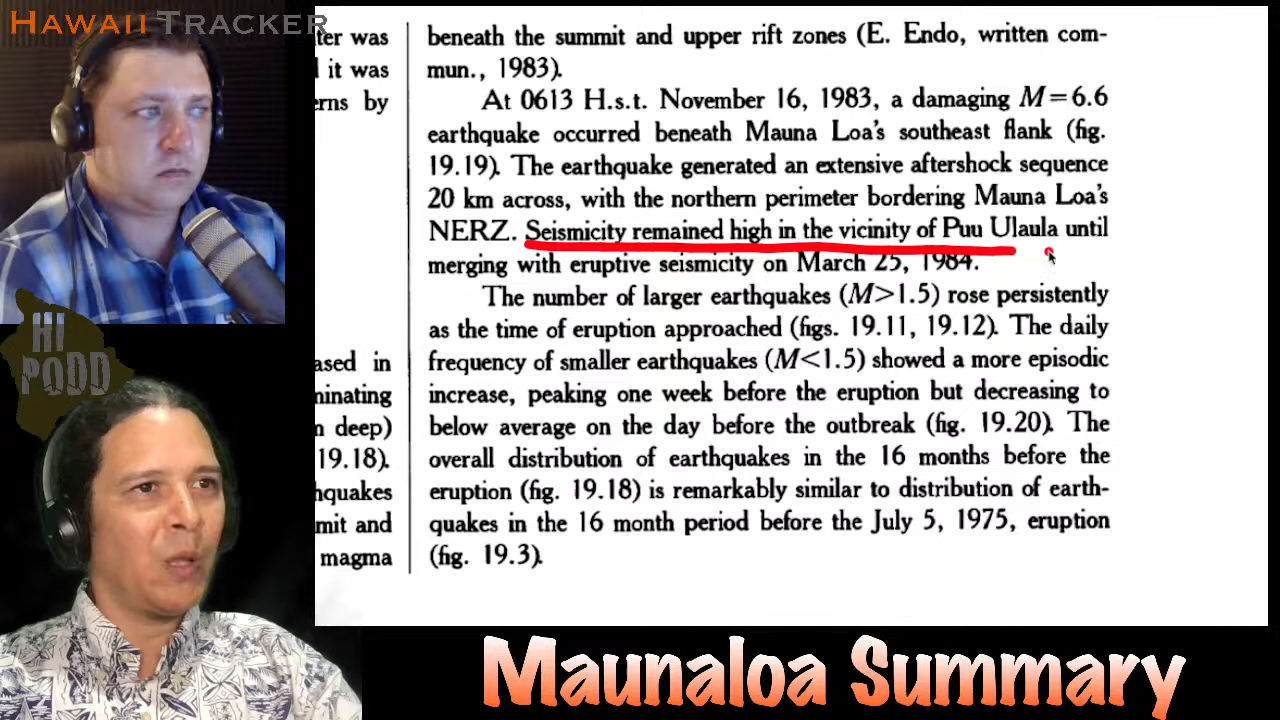 HAWAII TRACKER
HI
PODD
ter was
it was
erns by
ased in
minating
deep)
19.18).
hquakes
mit and
magma
beneath the summit and upper rift zones (E. Endo, written com-
mun., 1983).
At 0613 H.s.t. November 16, 1983, a damaging M=6.6
earthquake occurred beneath Mauna Loa's southeast flank (fig.
19.19). The earthquake generated an extensive aftershock sequence
20 km across, with the northern perimeter bordering Mauna Loa's
NERZ. Seismicity remained high in the vicinity of Puu Ulaula until
merging with eruptive seismicity on March 25, 1984.
The number of larger earthquakes (M>1.5) rose persistently
as the time of eruption approached (figs. 19.11, 19.12). The daily
frequency of smaller earthquakes (M<1.5) showed a more episodic
increase, peaking one week before the eruption but decreasing to
below average on the day before the outbreak (fig. 19.20). The
overall distribution of earthquakes in the 16 months before the
eruption (fig. 19.18) is remarkably similar to distribution of earth-
quakes in the 16 month period before the July 5, 1975, eruption
(fig. 19.3).
Maunaloa Summary